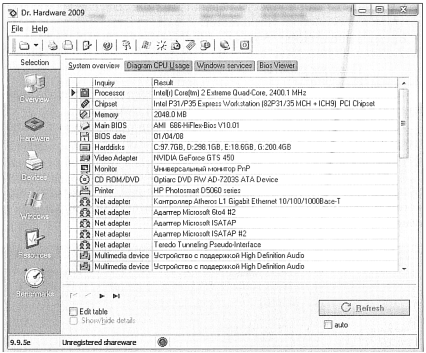 Dr. Hardware 2009
File Help
Selection
Overview
Hardware
Devices
Windows
Resources
Benchmarks
System overview Diagram CPU Usage Windows services Bios Viewer
Inquiry Result
Processor Intel(r) Core(tm) 2 Extreme Quad-Core, 2400.1 MHz
Chipset Intel P31/P35 Express Workstation (82P31/35 MCH + ICH9) PCI Chipset
Memory 2048.0 MB
Main BIOS AMI 686-HiFlex-Bios V10.01
BIOS date 01/04/08
Harddisks C:97.7GB, D:298.1GB, E:18.6GB, G:200.4GB
Video Adapter NVIDIA GeForce GTS 450
Monitor Универсальный монитор PnP
CD ROM/DVD Optiarc DVD RW AD-7203S ATA Device
Printer HP Photosmart D5060 series
Net adapter Контроллер Atheros L1 Gigabit Ethernet 10/100/1000Base-T
Net adapter Адаптер Microsoft 6to4 #2
Net adapter Адаптер Microsoft ISATAP
Net adapter Адаптер Microsoft ISATAP #2
Net adapter Teredo Tunneling Pseudo-Interface
Multimedia device Устройство с поддержкой High Definition Audio
Multimedia device Устройство с поддержкой High Definition Audio
Edit table
Show/hide details
Refresh
auto
9.9.5e Unregistered shareware